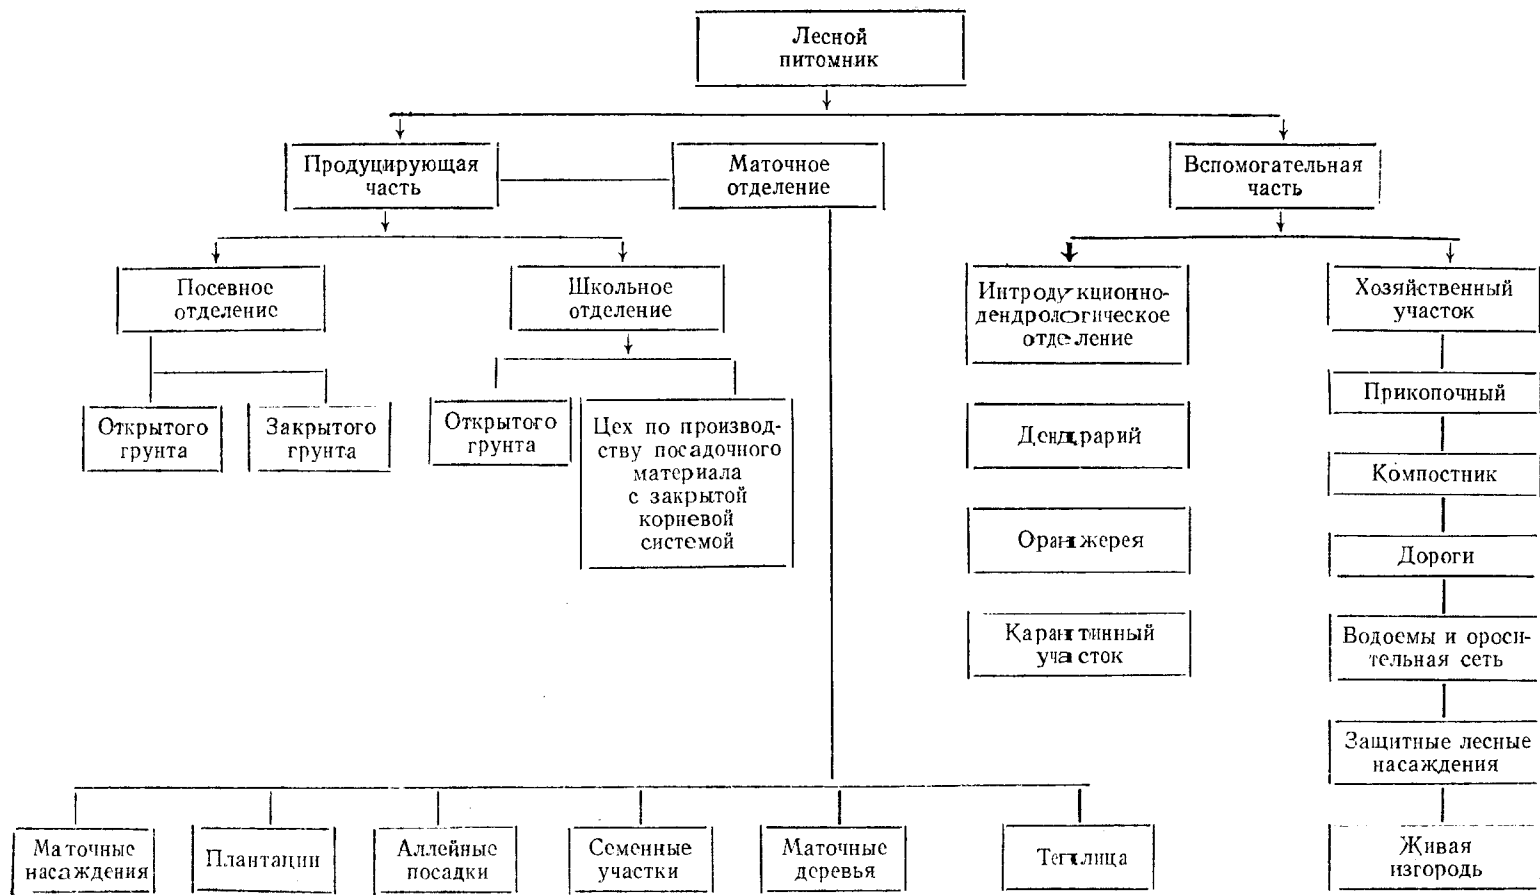 Лесной
питомник
Продуцирующая
часть
Маточное
отделение
Вспомогательная
часть
Посевное
отделение
Школьное
отделение
Интродукционно-
дендрологическое
отделение
Хозяйственный
участок
Открытого
грунта
Закрытого
грунта
Открытого
грунта
Цех по производ-
ству посадочного
материала
с закрытой
корневой
системой
Дендрарий
Оранжерея
Карантинный
участок
Прикопочный
Компостник
Дороги
Водоемы и ороси-
тельная сеть
Защитные лесные
насаждения
Живая
изгородь
Маточные
насаждения
Плантации
Аллейные
посадки
Семенные
участки
Маточные
деревья
Теплица